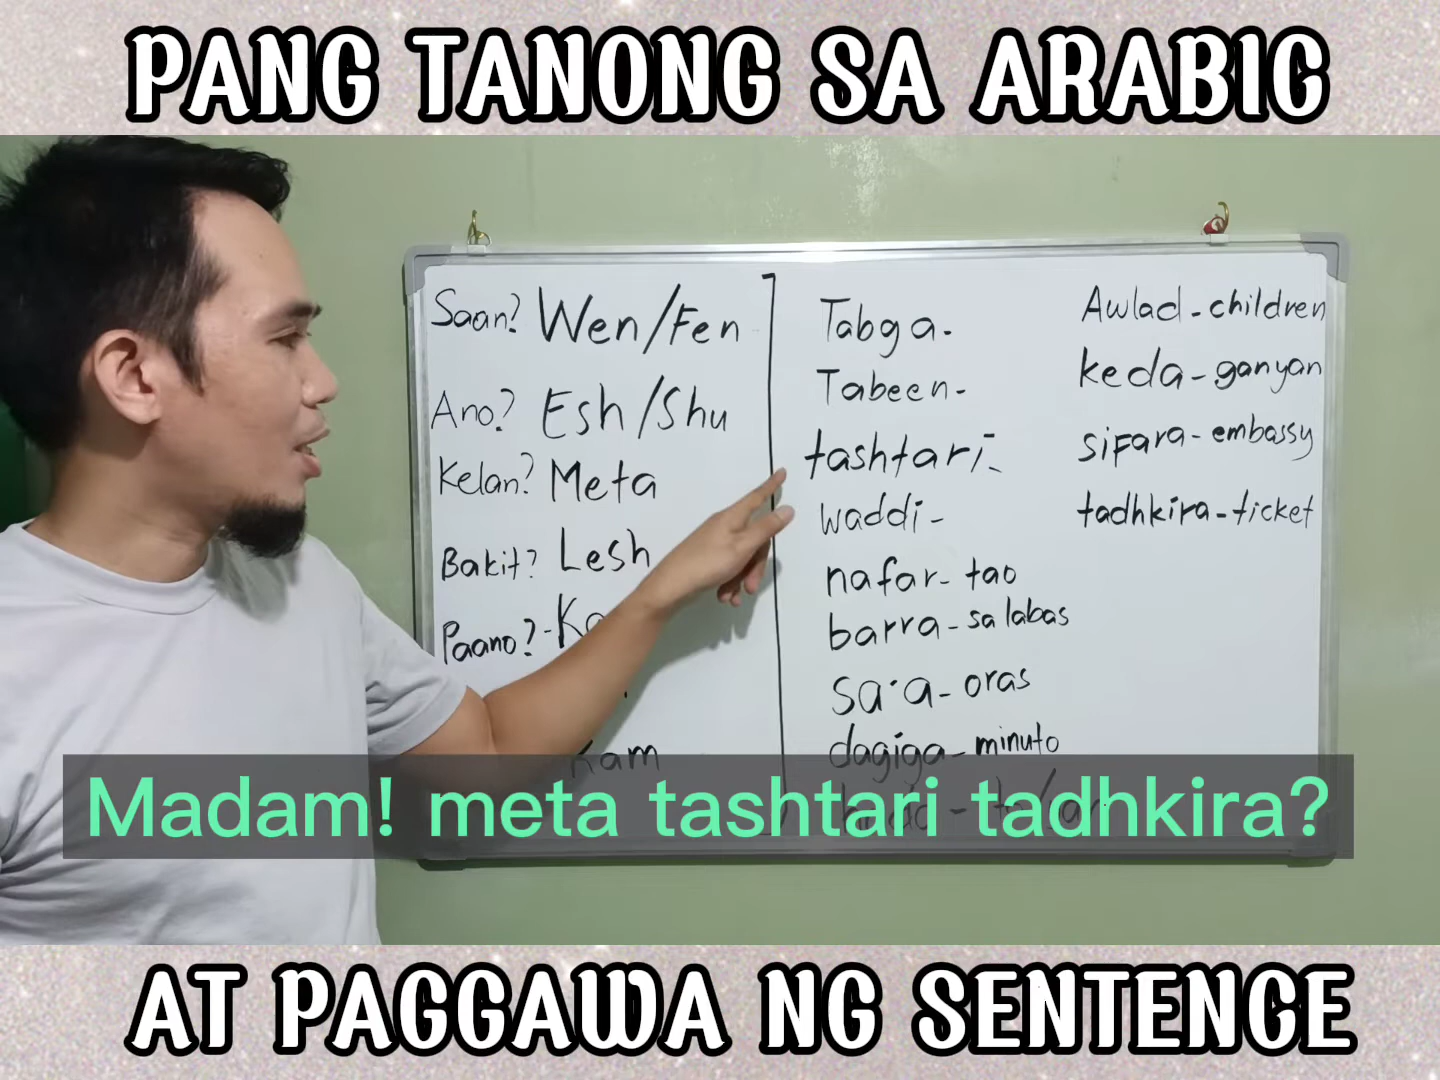 PANG TANONG SA ARABIC
Saan? Wen/Fen
Ano? Esh/Shu
Kelan? Meta
Bakit? Lesh
Paano?-
Kam
Tabga-
Tabeen-
tashtari-
waddi-
nafar- tao
barra- sa labas
sa'a- oras
dagiga- minuto
Awlad - children
keda - ganyan
sifara - embassy
tadhkira - ticket
Madam! meta tashtari tadhkira?
AT PAGGAWA NG SENTENCE